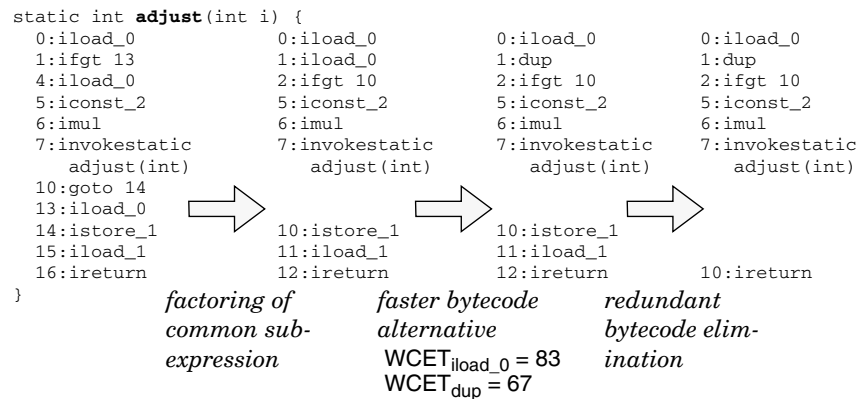 static int adjust(int i) {
0:iload_0 0:iload_0 0:iload_0 0:iload_0
1:ifgt 13 1:iload_0 1:dup 1:dup
4:iload_0 2:ifgt 10 2:ifgt 10 2:ifgt 10
5:iconst_2 5:iconst_2 5:iconst_2 5:iconst_2
6:imul 6:imul 6:imul 6:imul
7:invokestatic 7:invokestatic 7:invokestatic 7:invokestatic
adjust(int) adjust(int) adjust(int) adjust(int)
10:goto 14
13:iload_0
14:istore_1 10:istore_1 10:istore_1
15:iload_1 11:iload_1 11:iload_1
16:ireturn 12:ireturn 12:ireturn 10:ireturn
}
factoring of
common sub-
expression
faster bytecode
alternative
WCETiload_0 = 83
WCETdup = 67
redundant
bytecode elim-
ination